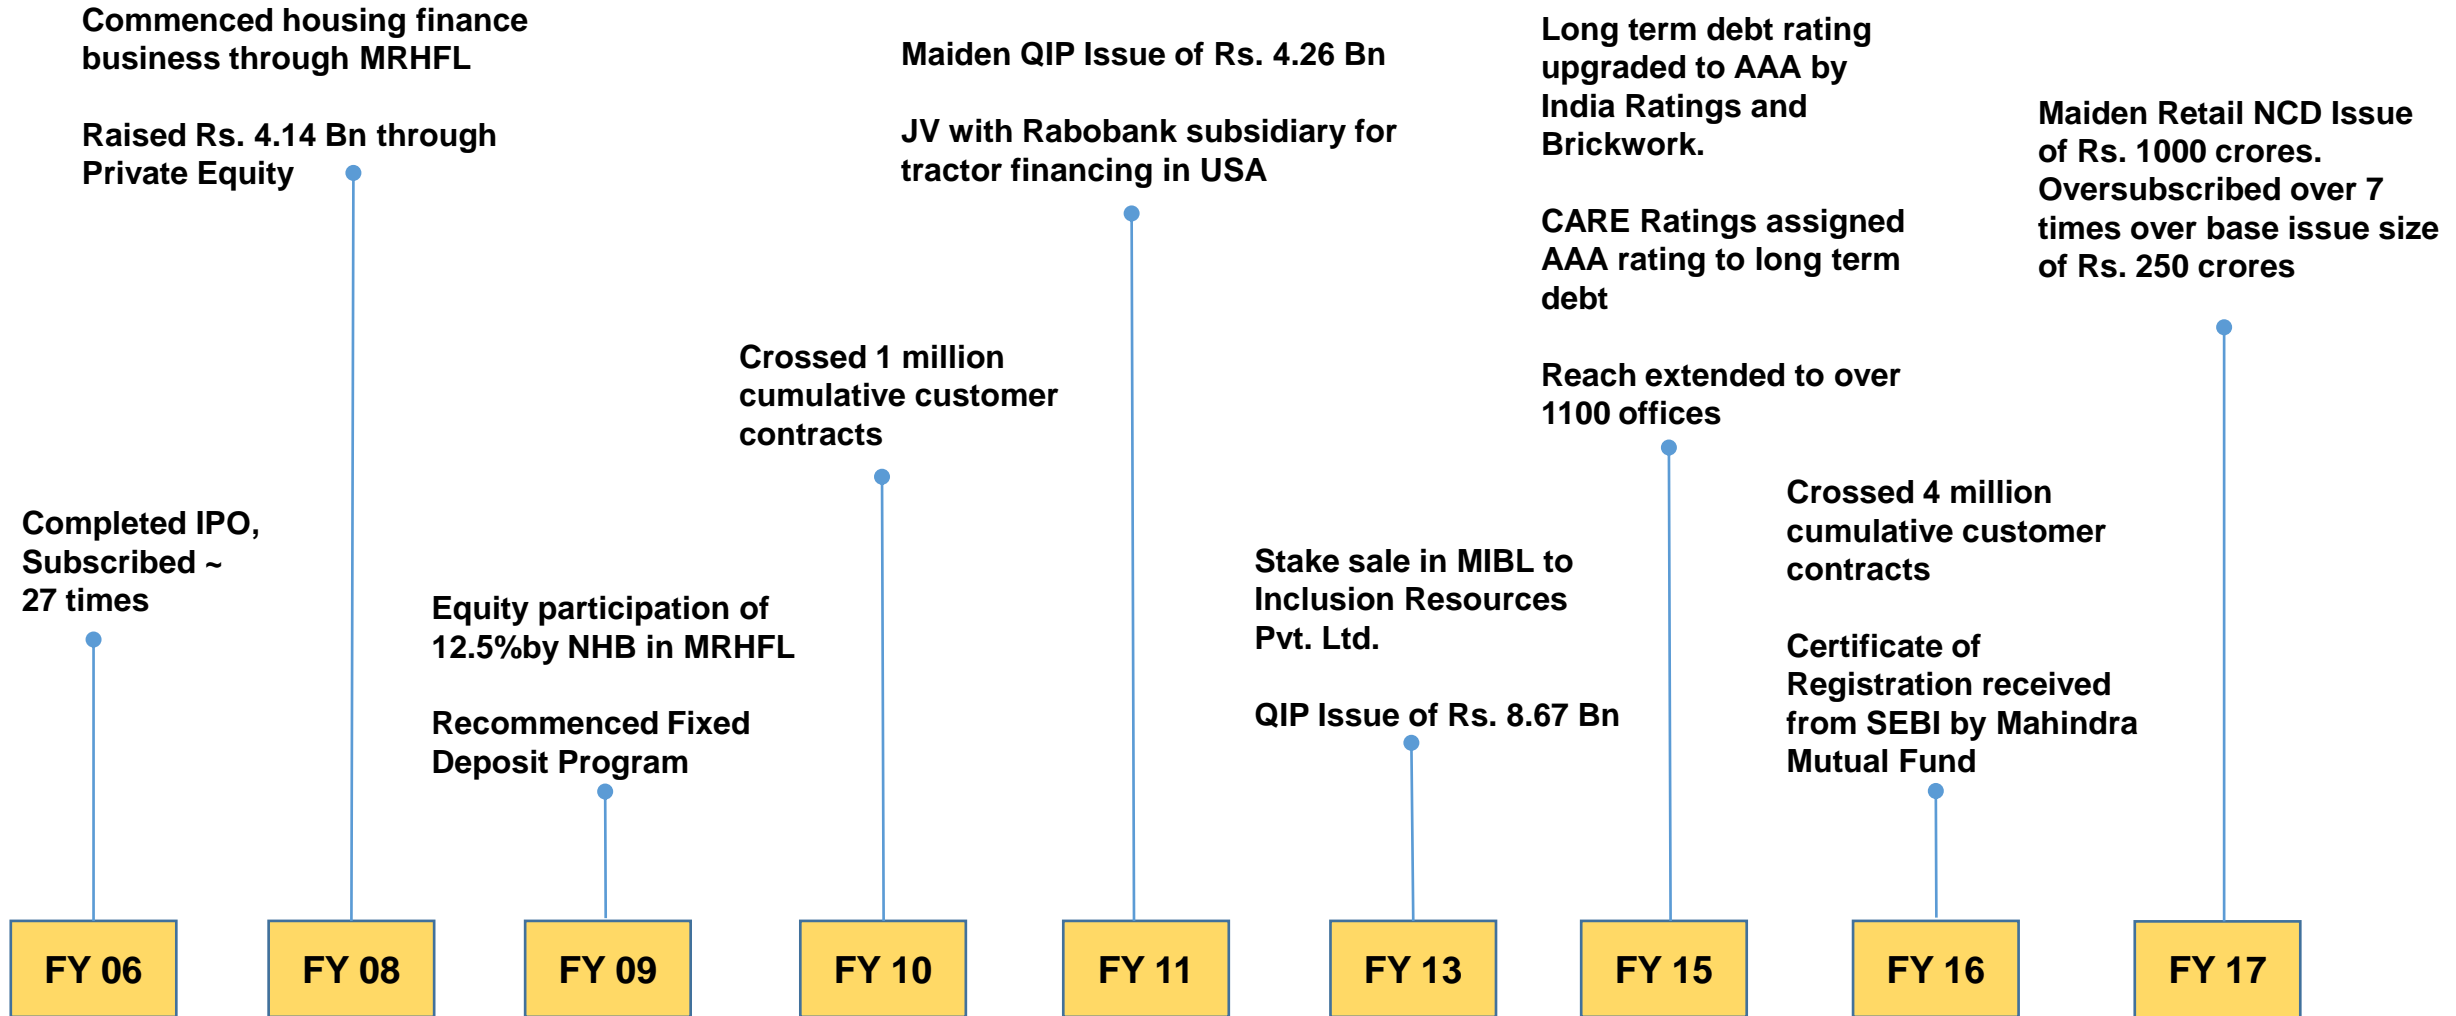 Commenced housing finance
business through MRHFL
Raised Rs. 4.14 Bn through
Private Equity
Maiden QIP Issue of Rs. 4.26 Bn
JV with Rabobank subsidiary for
tractor financing in USA
Long term debt rating
upgraded to AAA by
India Ratings and
Brickwork.
CARE Ratings assigned
AAA rating to long term
debt
Reach extended to over
1100 offices
Maiden Retail NCD Issue
of Rs. 1000 crores.
Oversubscribed over 7
times over base issue size
of Rs. 250 crores
Crossed 1 million
cumulative customer
contracts
Completed IPO,
Subscribed ~
27 times
Equity participation of
12.5%by NHB in MRHFL
Recommenced Fixed
Deposit Program
Stake sale in MIBL to
Inclusion Resources
Pvt. Ltd.
QIP Issue of Rs. 8.67 Bn
Crossed 4 million
cumulative customer
contracts
Certificate of
Registration received
from SEBI by Mahindra
Mutual Fund
FY 06
FY 08
FY 09
FY 10
FY 11
FY 13
FY 15
FY 16
FY 17